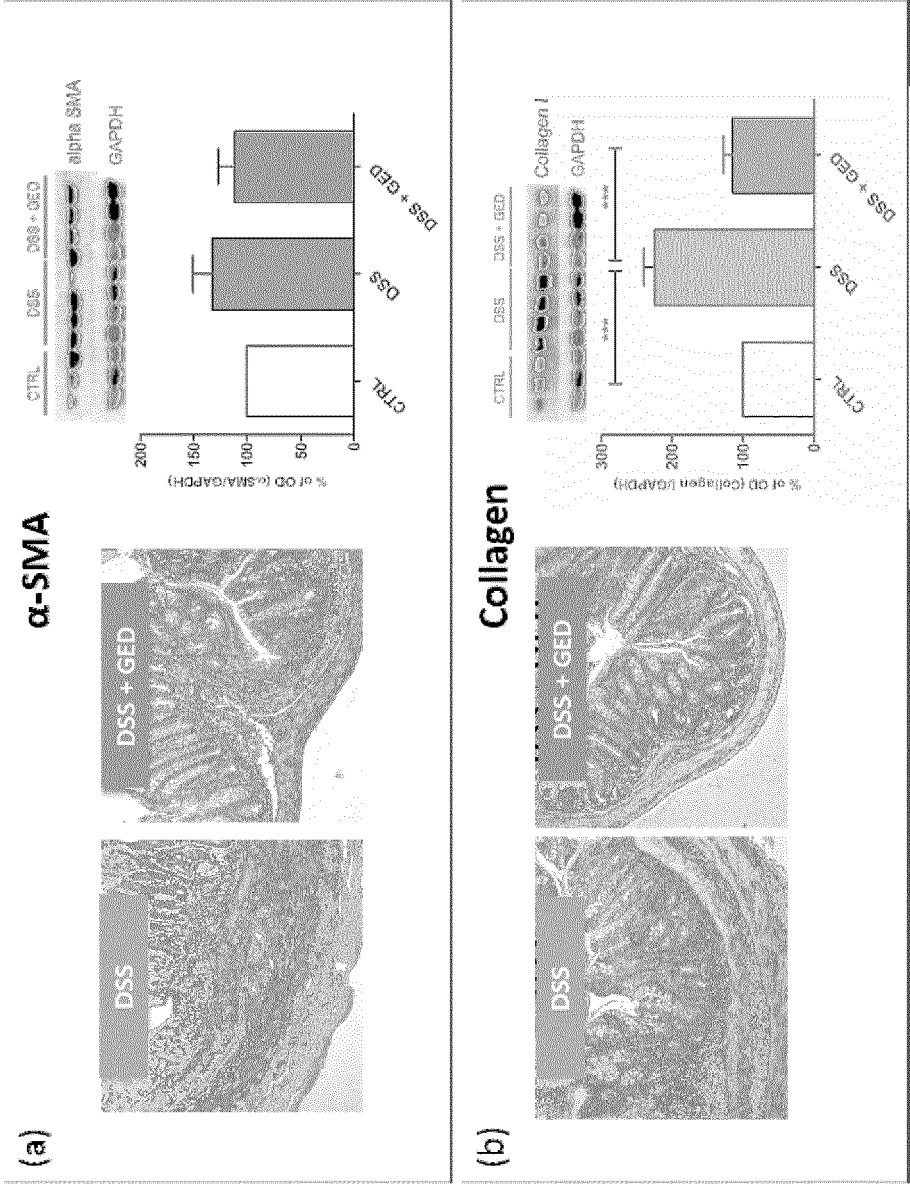 (a)
α-SMA
DSS
DSS + GED
CTRL DSS DSS + GED
alpha SMA
GAPDH
% of OD (α-SMA/GAPDH)
200
150
100
50
0
CTRL
DSS
DSS + GED
(b)
Collagen
DSS
DSS + GED
CTRL DSS DSS + GED
Collagen I
GAPDH
% of OD (Collagen I/GAPDH)
300
200
100
0
*** ***
CTRL
DSS
DSS + GED